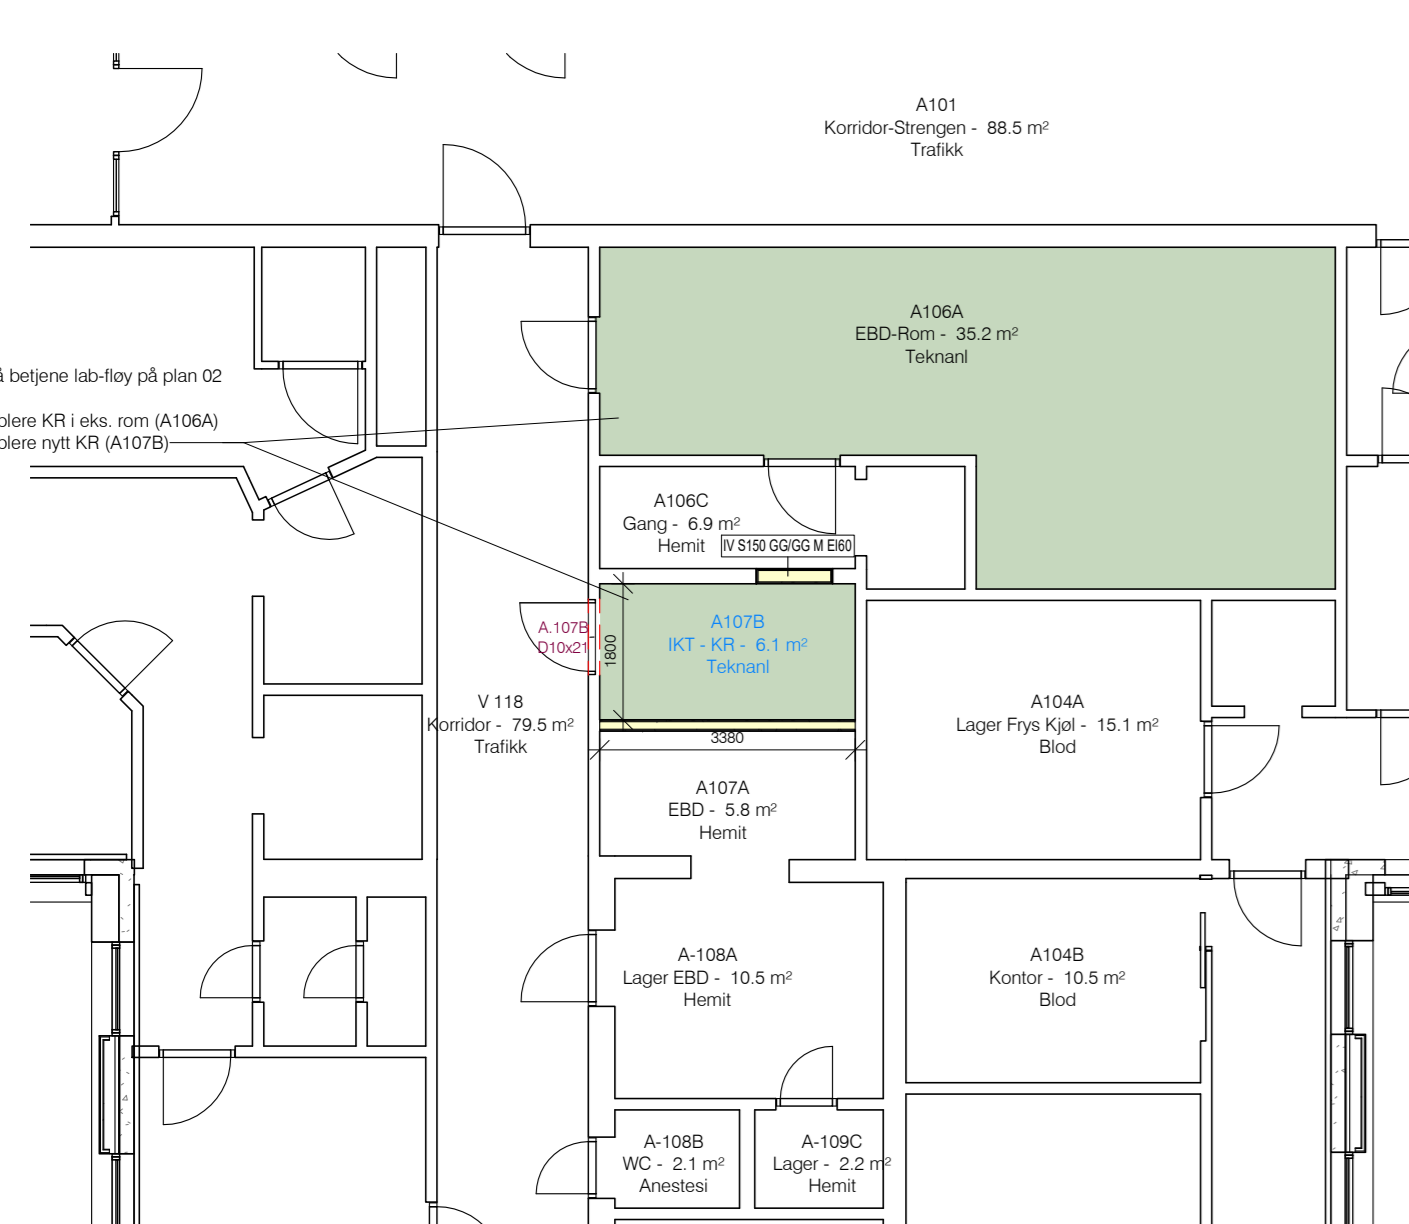 A101
Korridor-Strengen - 88.5 m²
Trafikk
A106A
EBD-Rom - 35.2 m²
Teknanl
betjene lab-fløy på plan 02
KR i eks. rom (A106A)
nytt KR (A107B)
A106C
Gang - 6.9 m²
Hemit
IV S150 GG/GG M EI60
A.107B
D10x21
1800
A107B
IKT - KR - 6.1 m²
Teknanl
V 118
Korridor - 79.5 m²
Trafikk
3380
A104A
Lager Frys Kjøl - 15.1 m²
Blod
A107A
EBD - 5.8 m²
Hemit
A-108A
Lager EBD - 10.5 m²
Hemit
A104B
Kontor - 10.5 m²
Blod
A-108B
WC - 2.1 m²
Anestesi
A-109C
Lager - 2.2 m²
Hemit